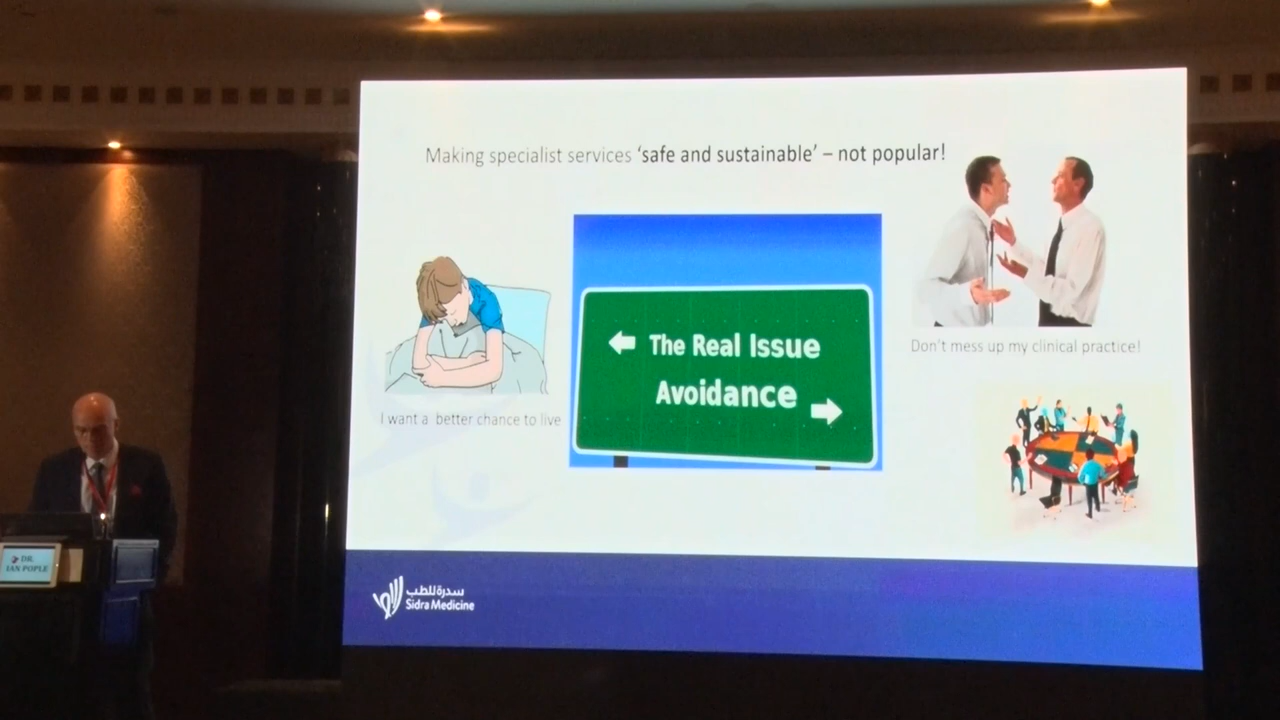 Making specialist services ‘safe and sustainable’ – not popular!
The Real Issue
Avoidance
I want a better chance to live
Don't mess up my clinical practice!
DR.
IAN POPLE
سدرة للطب
Sidra Medicine